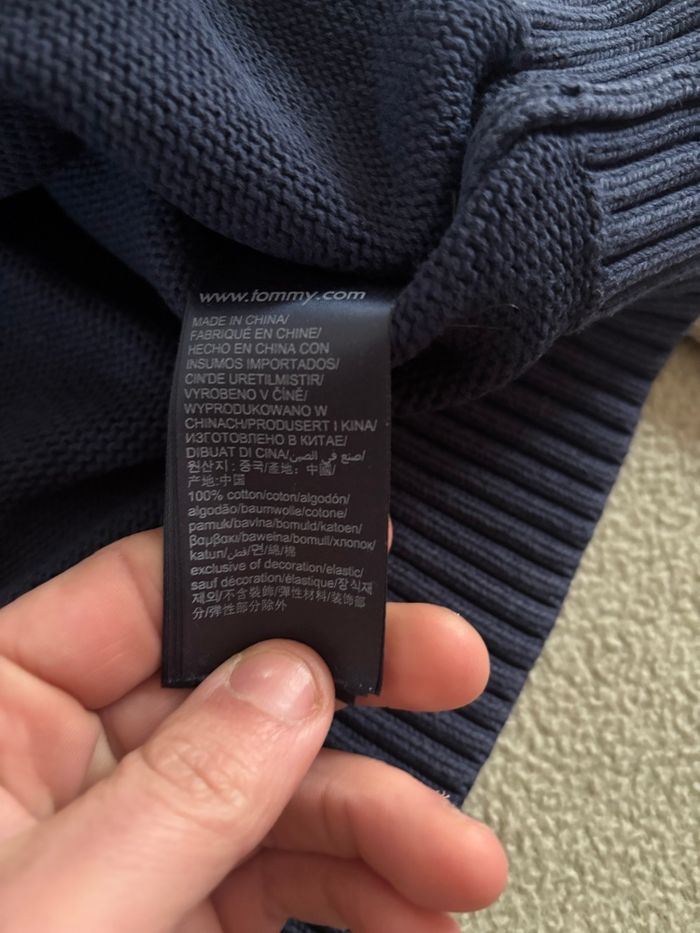 www.tommy.com
MADE IN CHINA/
FABRIQUÉ EN CHINE/
HECHO EN CHINA CON
INSUMOS IMPORTADOS/
CIN'DE URETILMISTIR/
VYROBENO V ČÍNĚ/
WYPRODUKOWANO W
CHINACH/PRODUSERT I KINA/
ИЗГОТОВЛЕНО В КИТАЕ/
DIBUAT DI CINA/صنع في الصين/
원산지 : 중국/產地：中國/
产地:中国
100% cotton/coton/algodón/
algodão/baumwolle/cotone/
pamuk/bavlna/bomuld/katoen/
βαμβακι/bawełna/bomull/хлопок/
katun/قطن/면/綿/棉
exclusive of decoration/elastic/
sauf décoration/élastique/장식재
제외/不含裝飾/彈性材料/装饰部
分/弹性部分除外